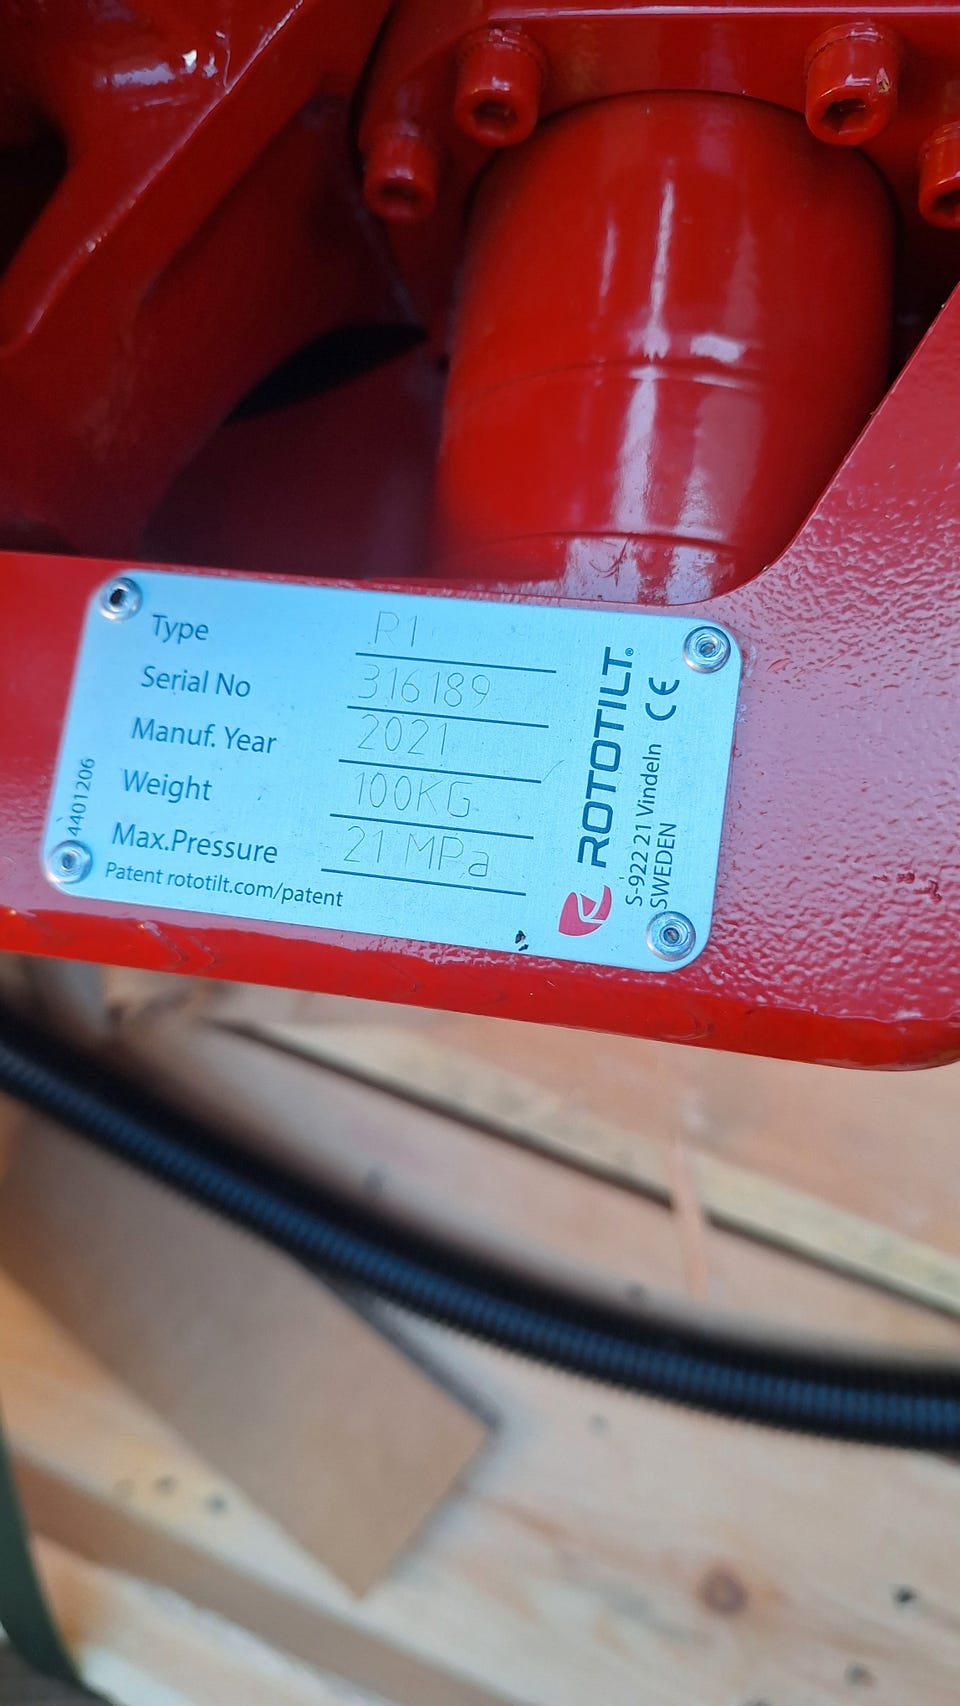 Type R1
Serial No 316189
Manuf. Year 2021
Weight 100KG
Max.Pressure 21 MPa
Patent rototilt.com/patent
4401206
ROTOTILT®
S-922 21 Vindeln CE
SWEDEN